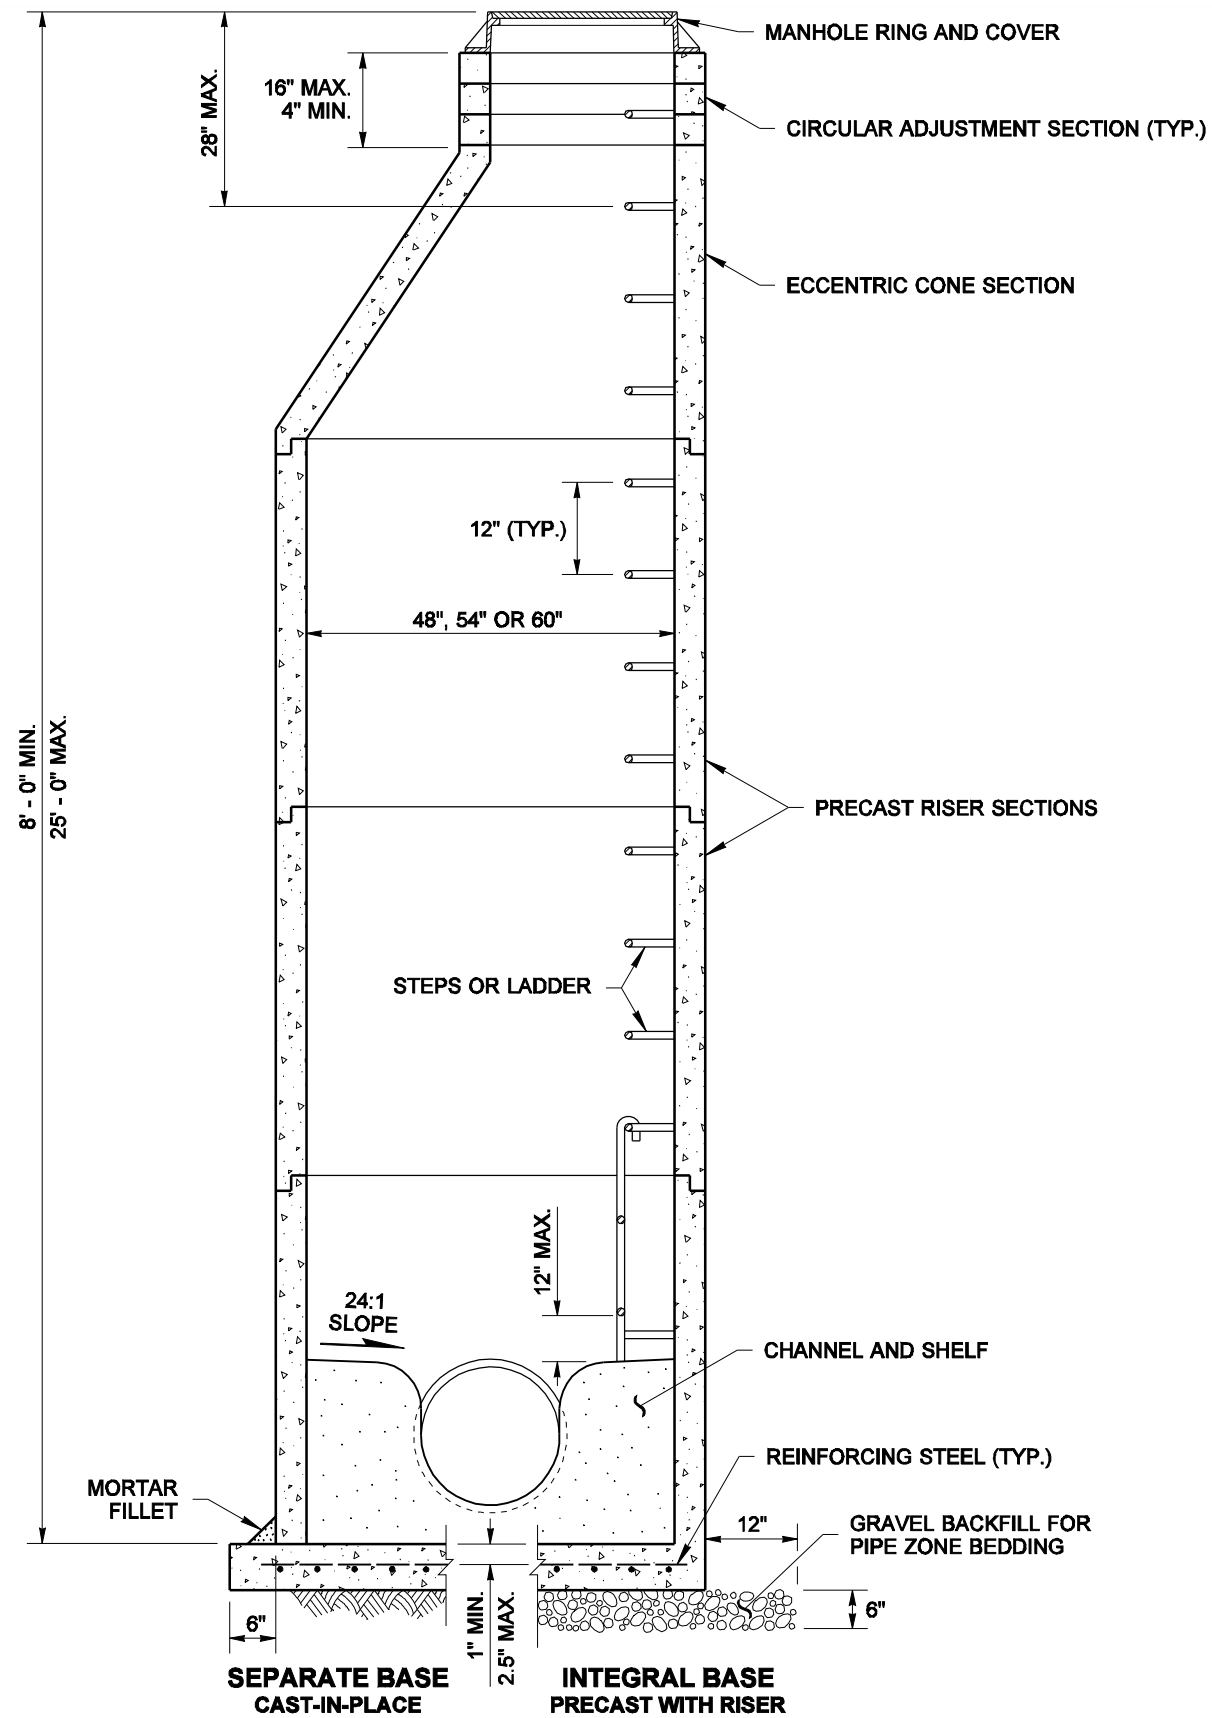 MANHOLE RING AND COVER
28" MAX.
16" MAX.
4" MIN.
CIRCULAR ADJUSTMENT SECTION (TYP.)
ECCENTRIC CONE SECTION
12" (TYP.)
48", 54" OR 60"
8' - 0" MIN.
25' - 0" MAX.
PRECAST RISER SECTIONS
STEPS OR LADDER
12" MAX.
24:1
SLOPE
CHANNEL AND SHELF
REINFORCING STEEL (TYP.)
MORTAR
FILLET
12"
GRAVEL BACKFILL FOR
PIPE ZONE BEDDING
6"
1" MIN.
2.5" MAX.
6"
SEPARATE BASE
CAST-IN-PLACE
INTEGRAL BASE
PRECAST WITH RISER